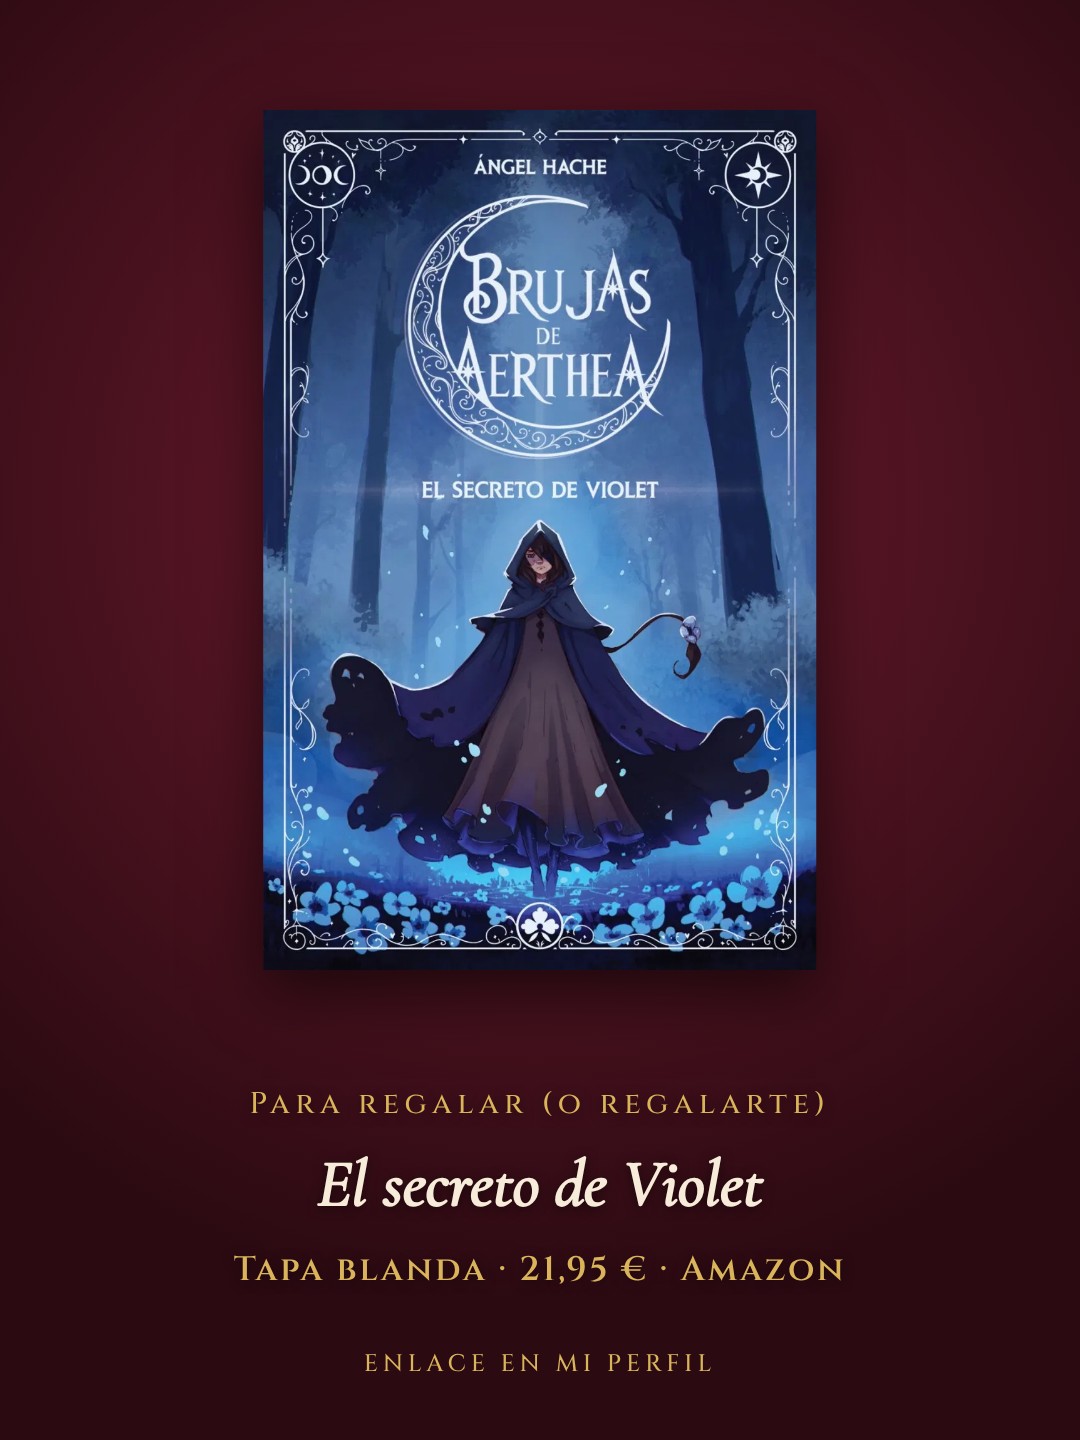 ÁNGEL HACHE
BRUJAS
DE
AERTHEA
EL SECRETO DE VIOLET
PARA REGALAR (O REGALARTE)
El secreto de Violet
TAPA BLANDA · 21,95 € · AMAZON
ENLACE EN MI PERFIL